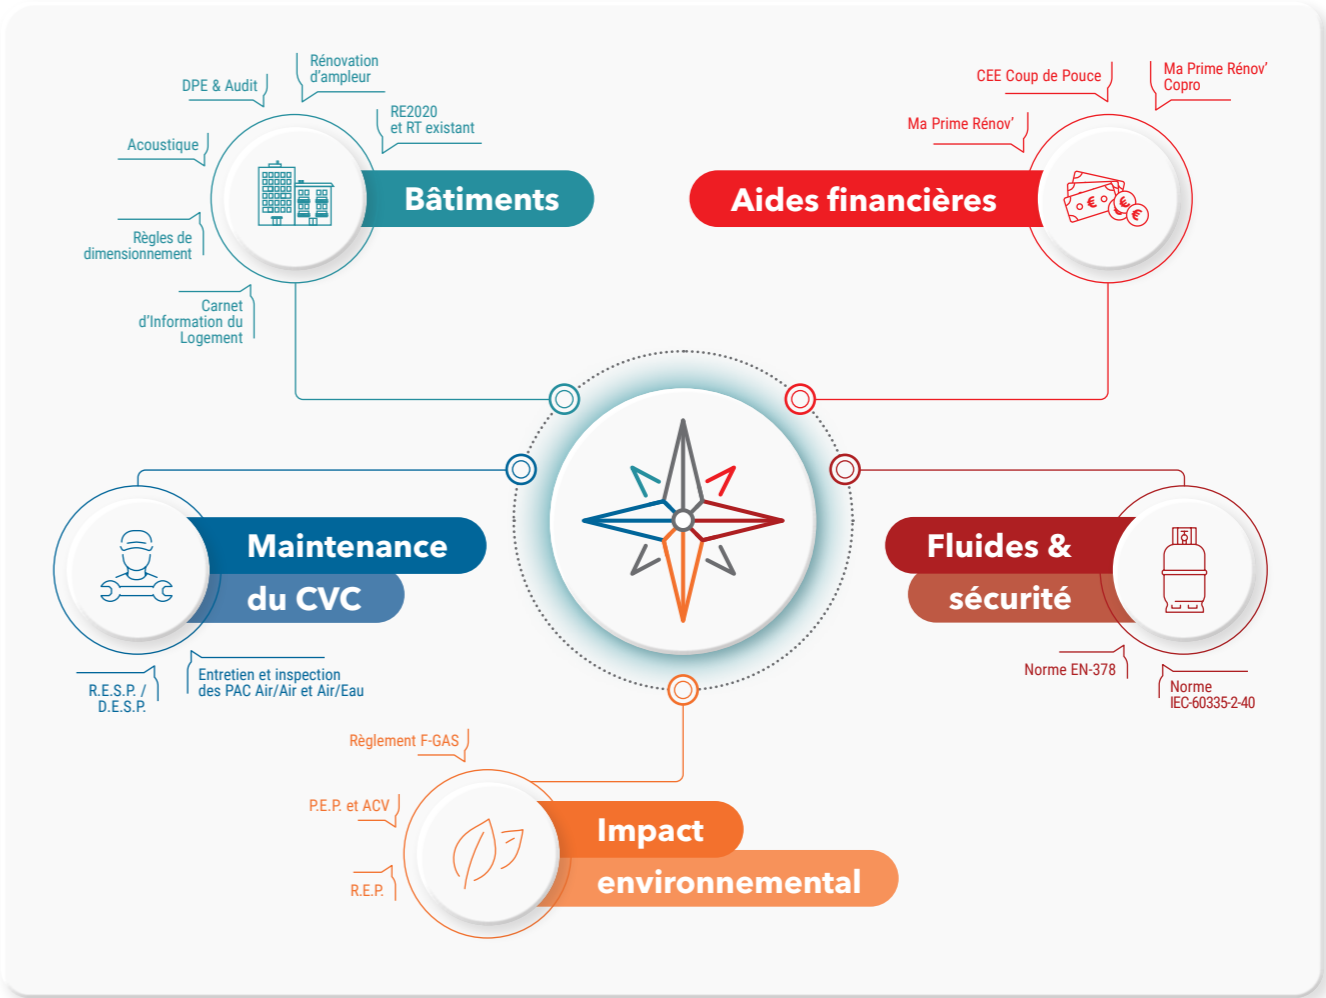 Rénovation
d'ampleur
DPE & Audit
RE2020
et RT existant
Acoustique
Bâtiments
Règles de
dimensionnement
Carnet
d'Information du
Logement
CEE Coup de Pouce
Ma Prime Rénov'
Copro
Ma Prime Rénov'
Aides financières
Maintenance
du CVC
R.E.S.P. /
D.E.S.P.
Entretien et inspection
des PAC Air/Air et Air/Eau
Fluides &
sécurité
Norme EN-378
Norme
IEC-60335-2-40
Règlement F-GAS
P.E.P. et ACV
R.E.P.
Impact
environnemental